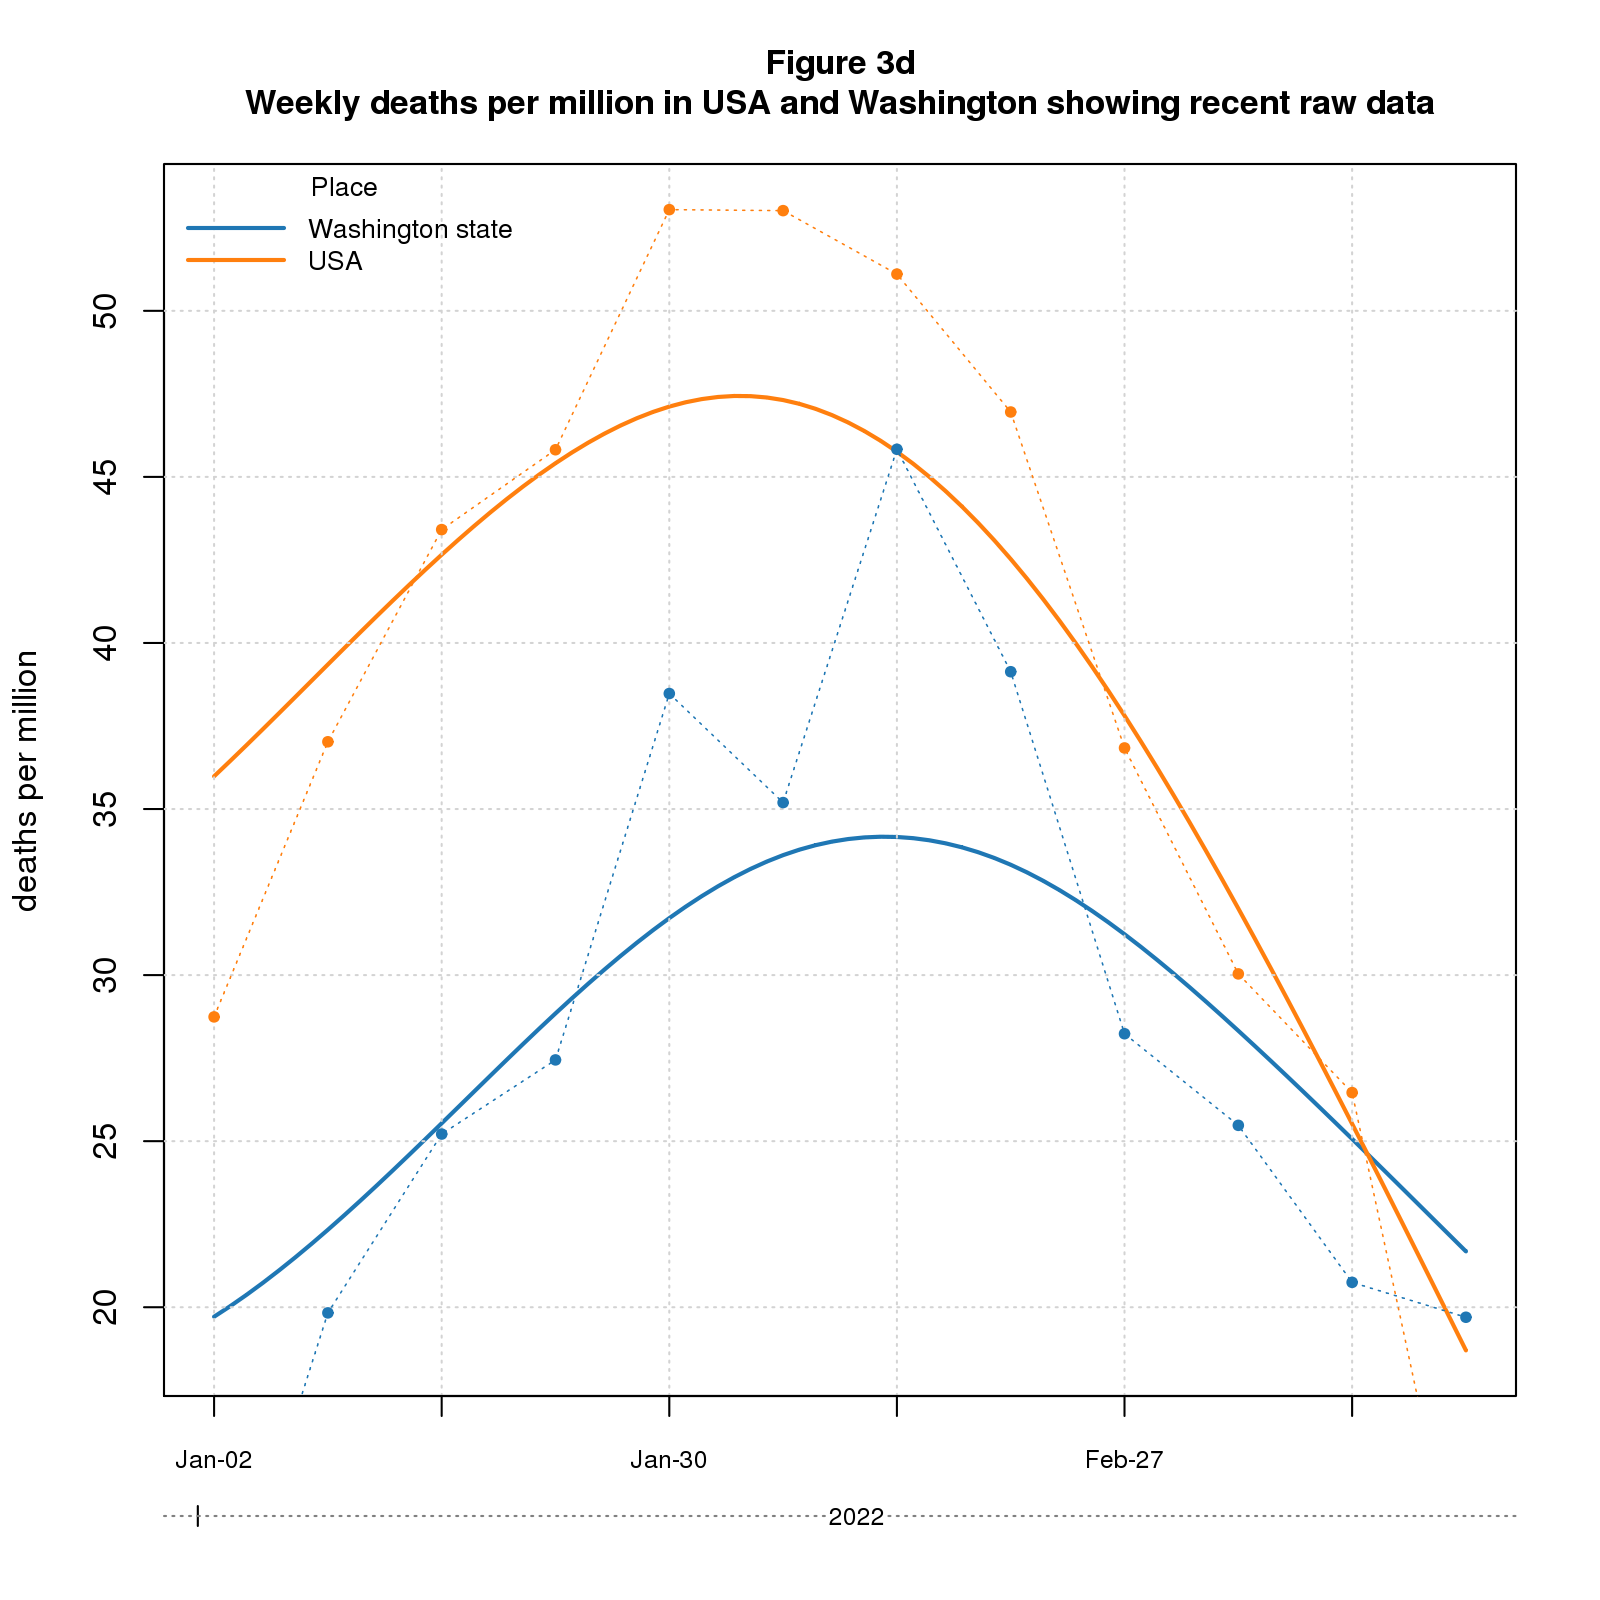 Figure 3d
Weekly deaths per million in USA and Washington showing recent raw data
Place
Washington state
USA
deaths per million
50
45
40
35
30
25
20
Jan-02
Jan-30
Feb-27
2022